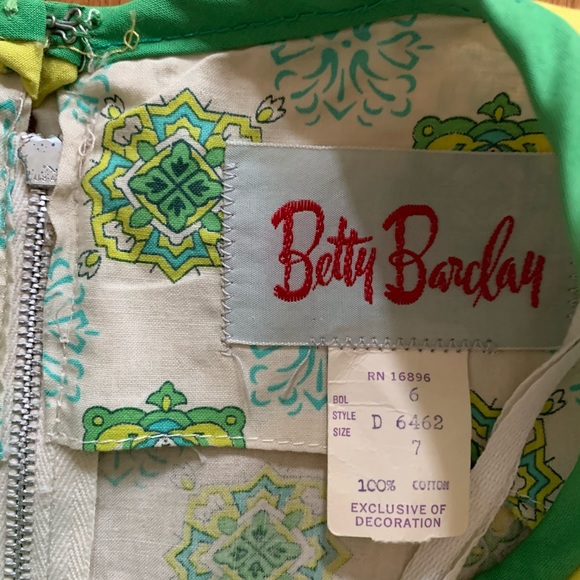 Betty Barclay
RN 16896
BDL 6
STYLE D 6462
SIZE 7
100% COTTON
EXCLUSIVE OF
DECORATION